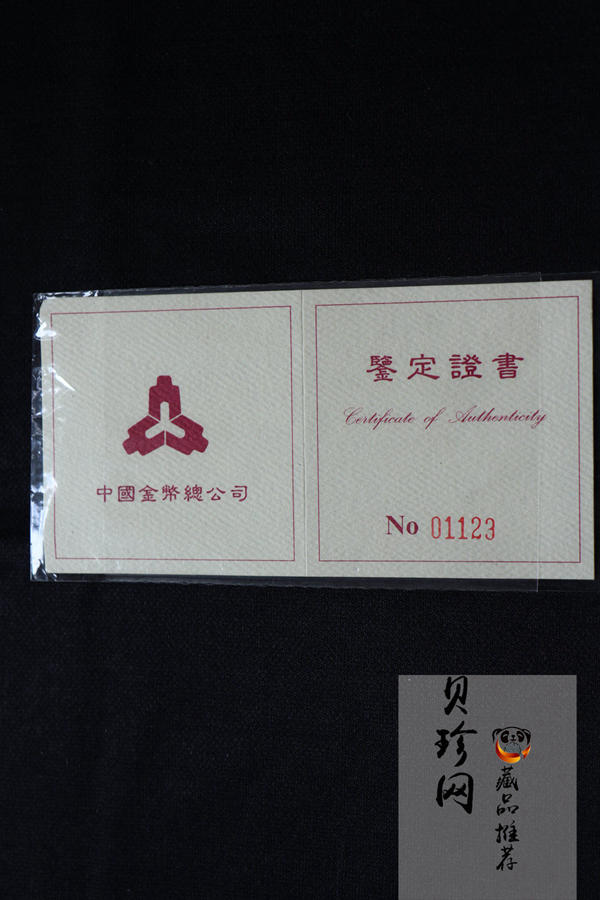 中國金幣總公司
鑒定證書
Certificate of Authenticity
No 01123
贝珍网
藏品推荐